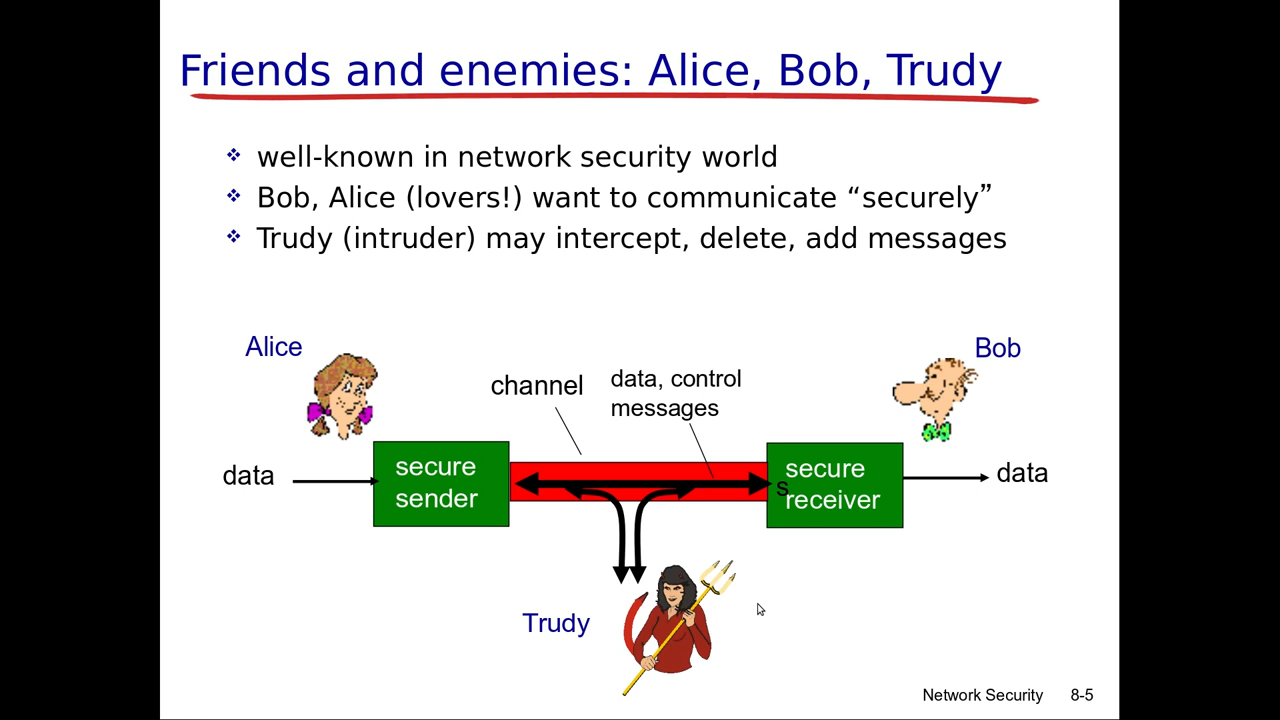 Friends and enemies: Alice, Bob, Trudy
❖ well-known in network security world
❖ Bob, Alice (lovers!) want to communicate “securely”
❖ Trudy (intruder) may intercept, delete, add messages
Alice
Bob
channel
data, control
messages
data
secure
sender
s
secure
receiver
data
Trudy
Network Security 8-5